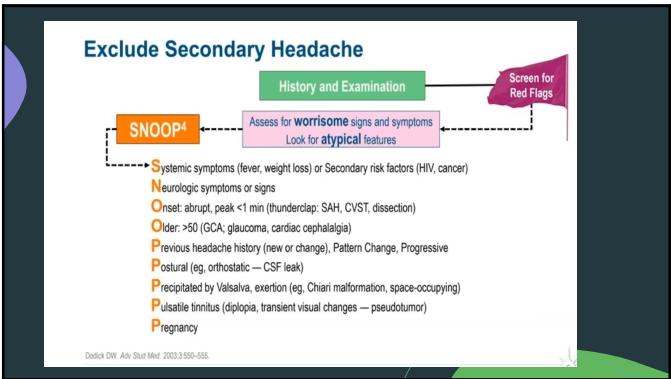 Exclude Secondary Headache
History and Examination
Screen for
Red Flags
SNOOP⁴
Assess for worrisome signs and symptoms
Look for atypical features
Systemic symptoms (fever, weight loss) or Secondary risk factors (HIV, cancer)
Neurologic symptoms or signs
Onset: abrupt, peak <1 min (thunderclap: SAH, CVST, dissection)
Older: >50 (GCA; glaucoma, cardiac cephalalgia)
Previous headache history (new or change), Pattern Change, Progressive
Postural (eg, orthostatic — CSF leak)
Precipitated by Valsalva, exertion (eg, Chiari malformation, space-occupying)
Pulsatile tinnitus (diplopia, transient visual changes — pseudotumor)
Pregnancy
Dodick DW. Adv Stud Med. 2003;3:550–555.